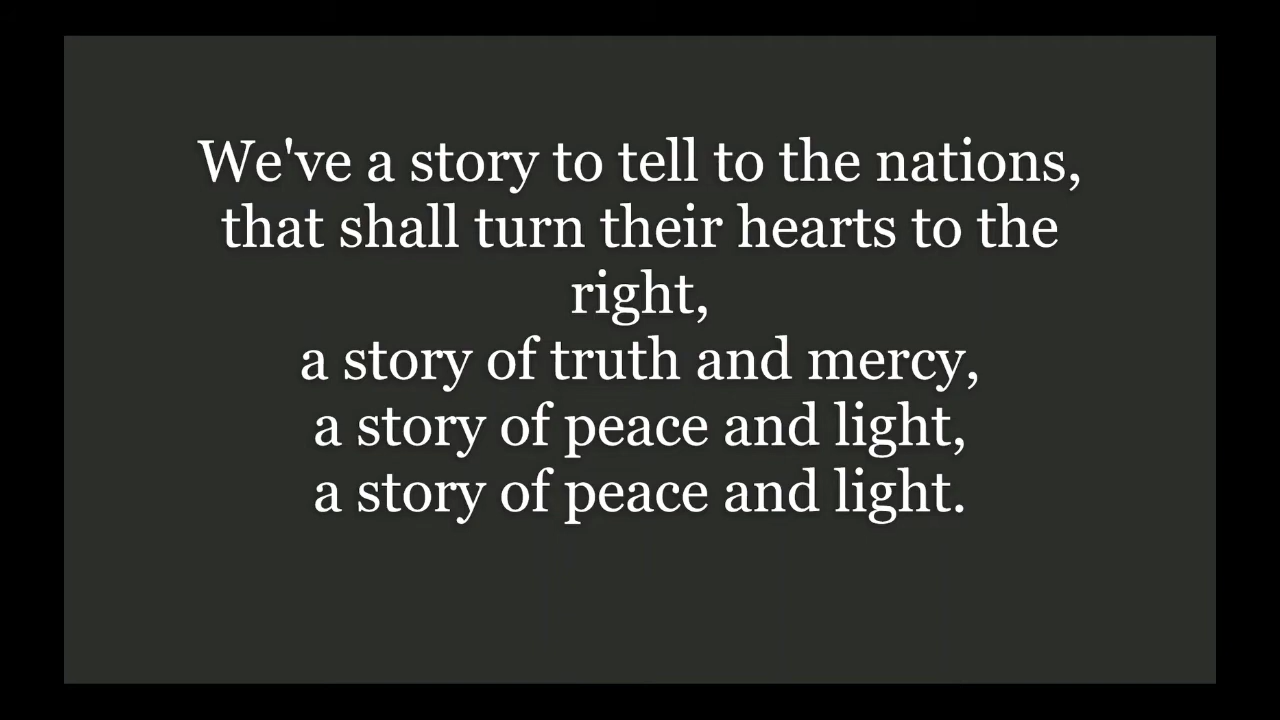 We've a story to tell to the nations,
that shall turn their hearts to the
right,
a story of truth and mercy,
a story of peace and light,
a story of peace and light.